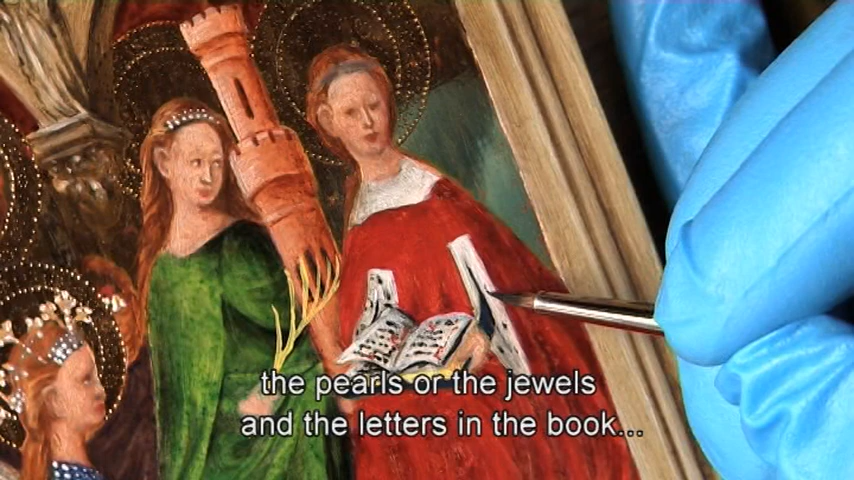 the pearls or the jewels
and the letters in the book...